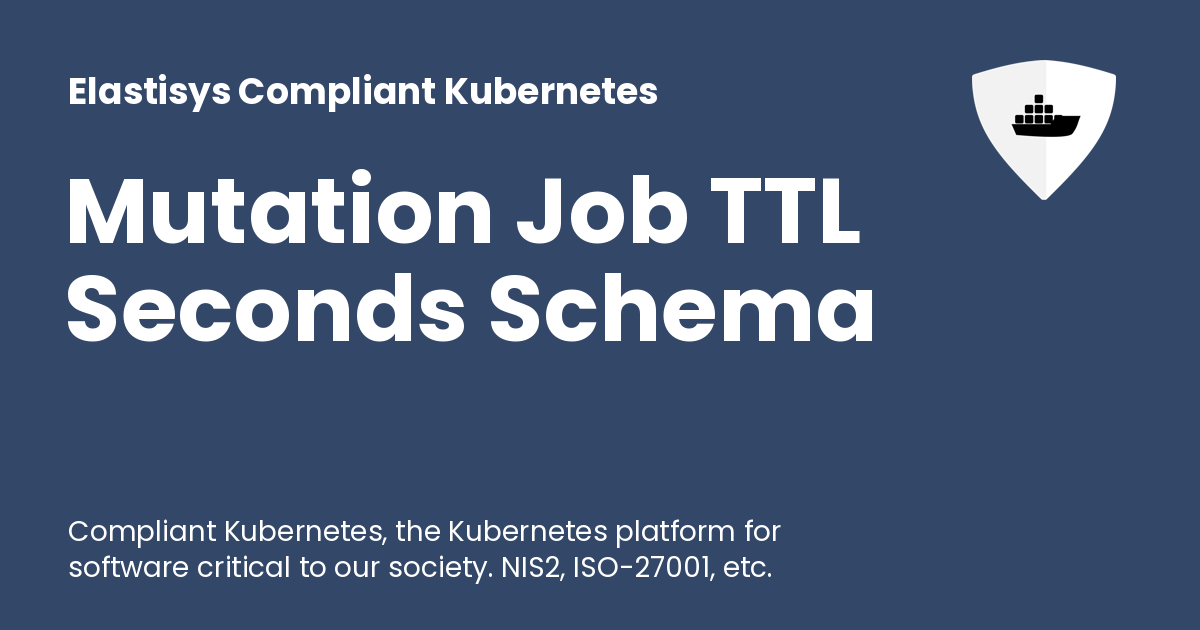 Elastisys Compliant Kubernetes
Mutation Job TTL
Seconds Schema
Compliant Kubernetes, the Kubernetes platform for
software critical to our society. NIS2, ISO-27001, etc.